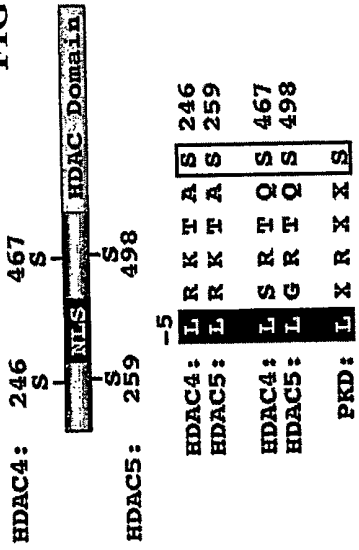 FIG
HDAC4: 246 467
S S
NLS HDAC Domain
S S
HDAC5: 259 498
-5
HDAC4: L R K T A S 246
HDAC5: L R K T A S 259
HDAC4: L S R T Q S 467
HDAC5: L G R T Q S 498
PKD: L X R X X S